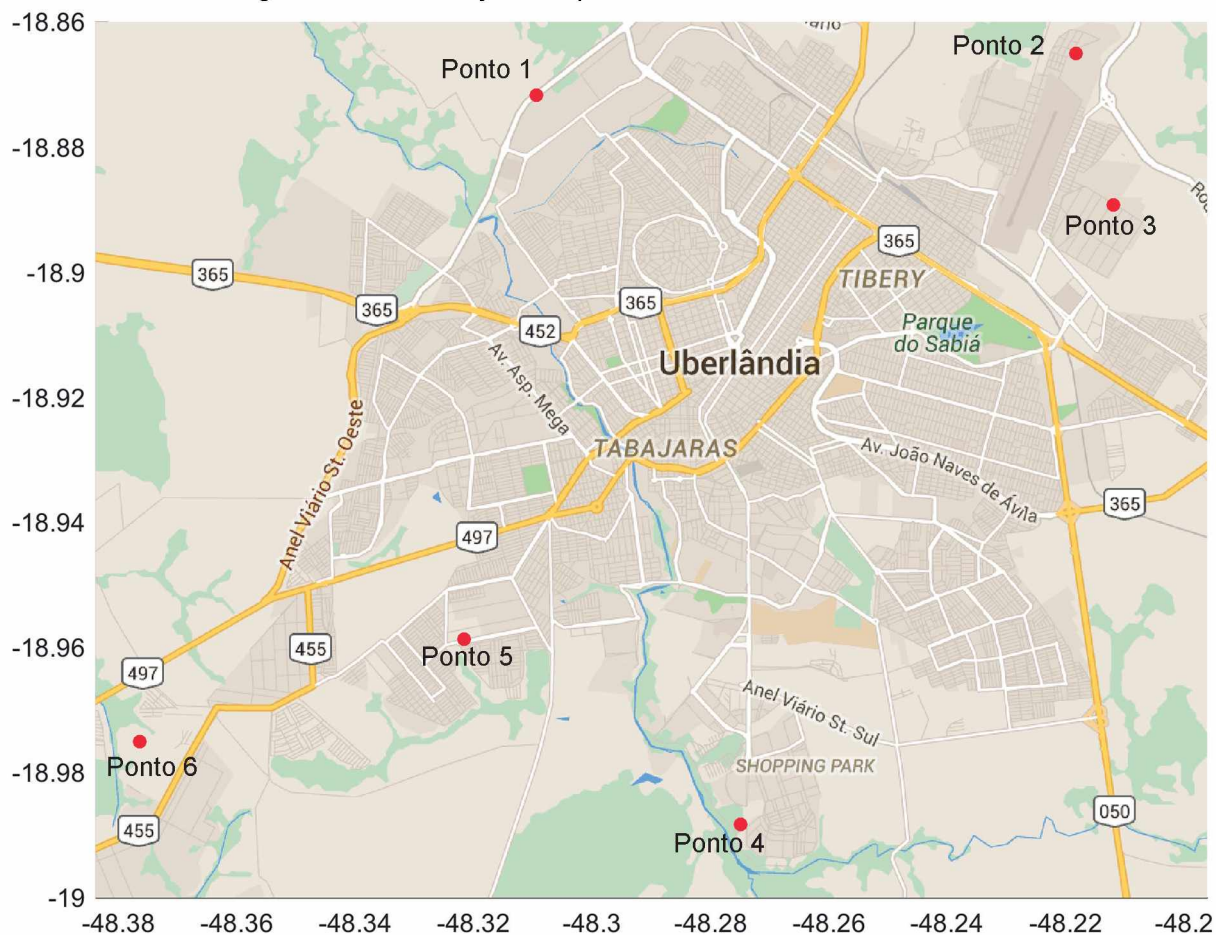 -18.86
Ponto 1
Ponto 2
-18.88
Ponto 3
365
TIBERY
-18.9
365
365
365
452
Parque
do Sabiá
Uberlândia
Av. Asp. Mega
-18.92
Anel Viário St. Oeste
TABAJARAS
Av. João Naves de Ávila
-18.94
365
497
-18.96
455
Ponto 5
497
Anel Viário St. Sul
Ponto 6
-18.98
SHOPPING PARK
050
455
Ponto 4
-19
-48.38
-48.36
-48.34
-48.32
-48.3
-48.28
-48.26
-48.24
-48.22
-48.2